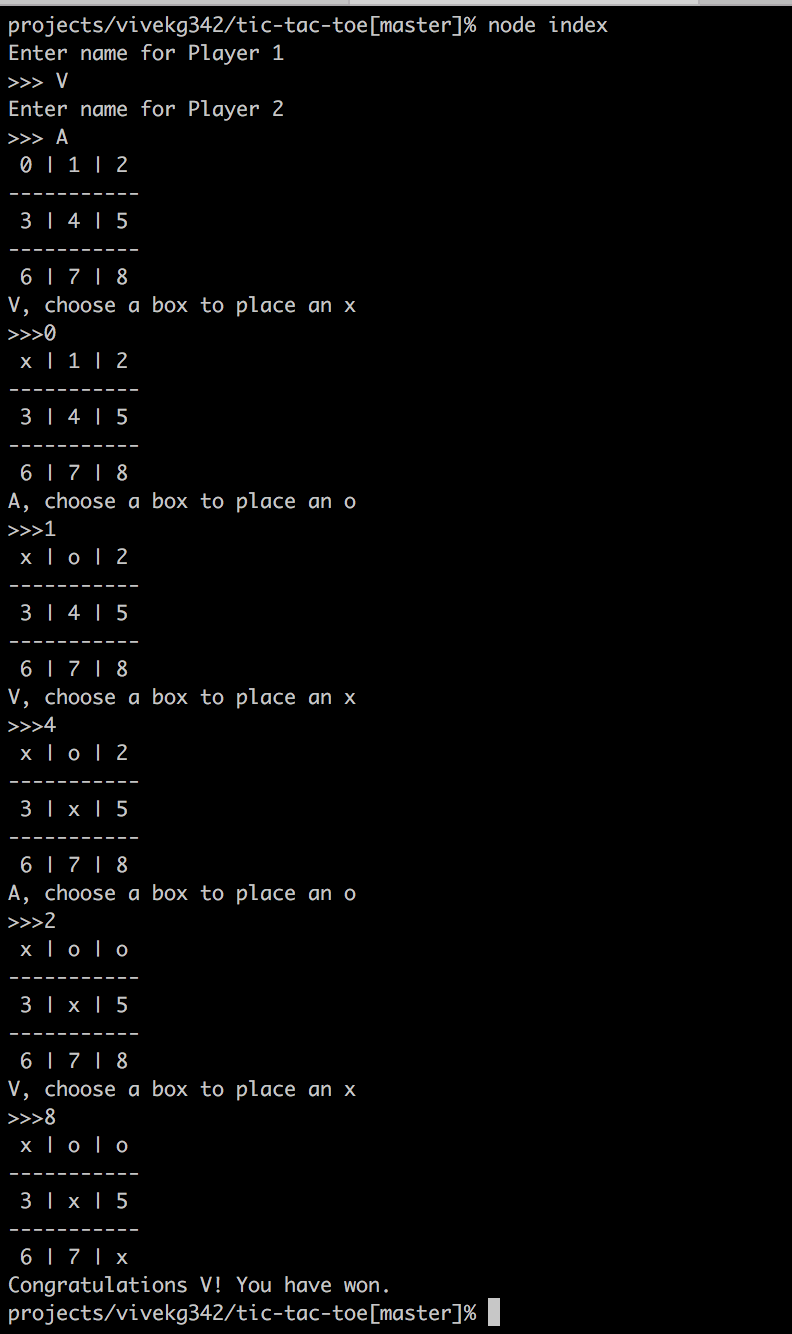 projects/vivekg342/tic-tac-toe[master]% node index
Enter name for Player 1
>>> V
Enter name for Player 2
>>> A
 0 | 1 | 2
-----------
 3 | 4 | 5
-----------
 6 | 7 | 8
V, choose a box to place an x
>>>0
 x | 1 | 2
-----------
 3 | 4 | 5
-----------
 6 | 7 | 8
A, choose a box to place an o
>>>1
 x | o | 2
-----------
 3 | 4 | 5
-----------
 6 | 7 | 8
V, choose a box to place an x
>>>4
 x | o | 2
-----------
 3 | x | 5
-----------
 6 | 7 | 8
A, choose a box to place an o
>>>2
 x | o | o
-----------
 3 | x | 5
-----------
 6 | 7 | 8
V, choose a box to place an x
>>>8
 x | o | o
-----------
 3 | x | 5
-----------
 6 | 7 | x
Congratulations V! You have won.
projects/vivekg342/tic-tac-toe[master]%